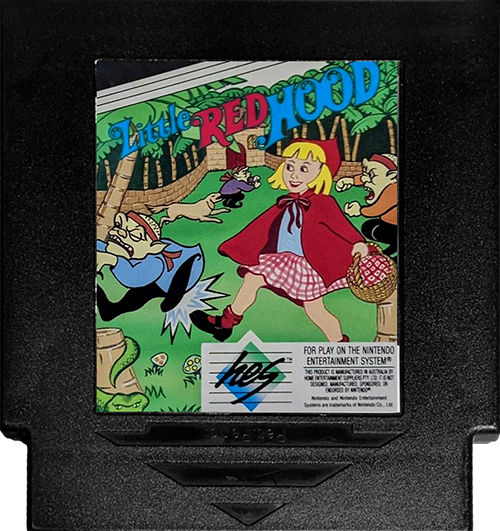 Little RED HOOD
hes™
FOR PLAY ON THE NINTENDO
ENTERTAINMENT SYSTEM®
THIS PRODUCT IS MANUFACTURED IN AUSTRALIA BY
HOME ENTERTAINMENT SUPPLIERS PTY. LTD. IT IS NOT
DESIGNED, MANUFACTURED, SPONSORED, OR
ENDORSED BY NINTENDO®
Nintendo and Nintendo Entertainment
Systems are trademarks of Nintendo Co., Ltd.